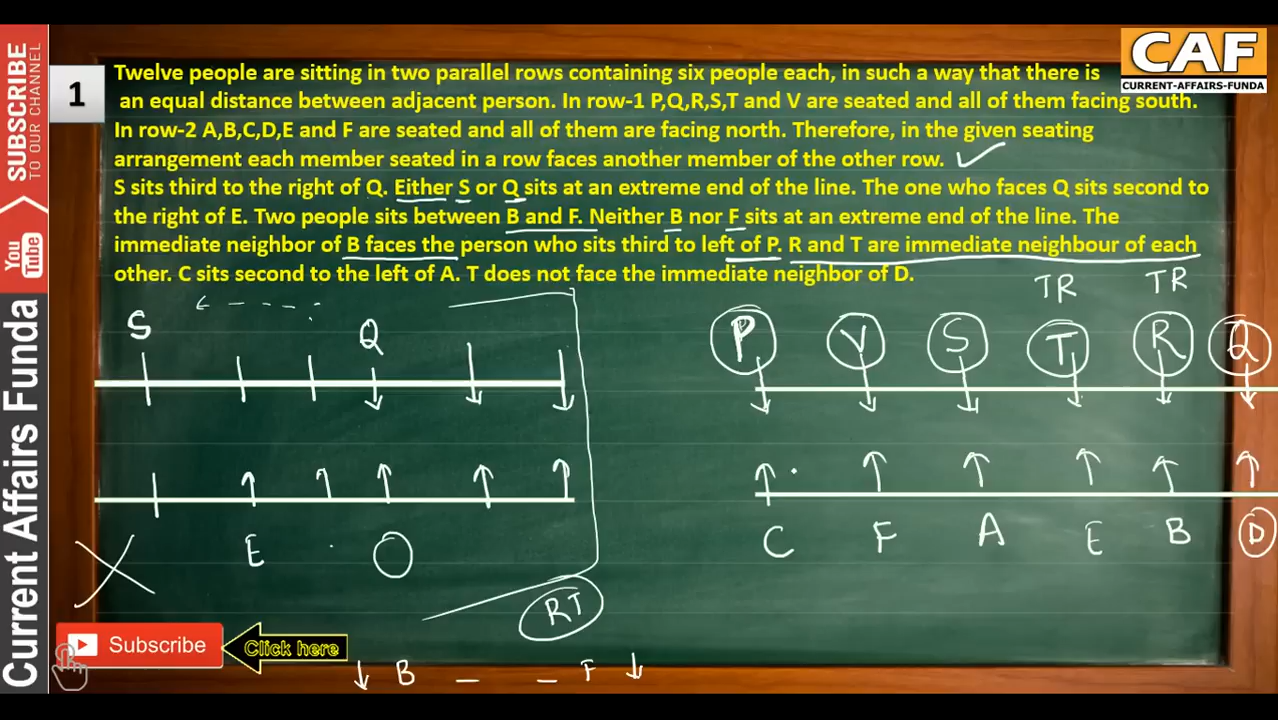 CAF
CURRENT-AFFAIRS-FUNDA
SUBSCRIBE
TO OUR CHANNEL
You
Tube
Current Affairs Funda
1
Twelve people are sitting in two parallel rows containing six people each, in such a way that there is
an equal distance between adjacent person. In row-1 P,Q,R,S,T and V are seated and all of them facing south.
In row-2 A,B,C,D,E and F are seated and all of them are facing north. Therefore, in the given seating
arrangement each member seated in a row faces another member of the other row.
S sits third to the right of Q. Either S or Q sits at an extreme end of the line. The one who faces Q sits second to
the right of E. Two people sits between B and F. Neither B nor F sits at an extreme end of the line. The
immediate neighbor of B faces the person who sits third to left of P. R and T are immediate neighbour of each
other. C sits second to the left of A. T does not face the immediate neighbor of D.
TR TR
S Q P V S T R Q
E C F A E B D
RT
Subscribe
Click here
B _ _ F